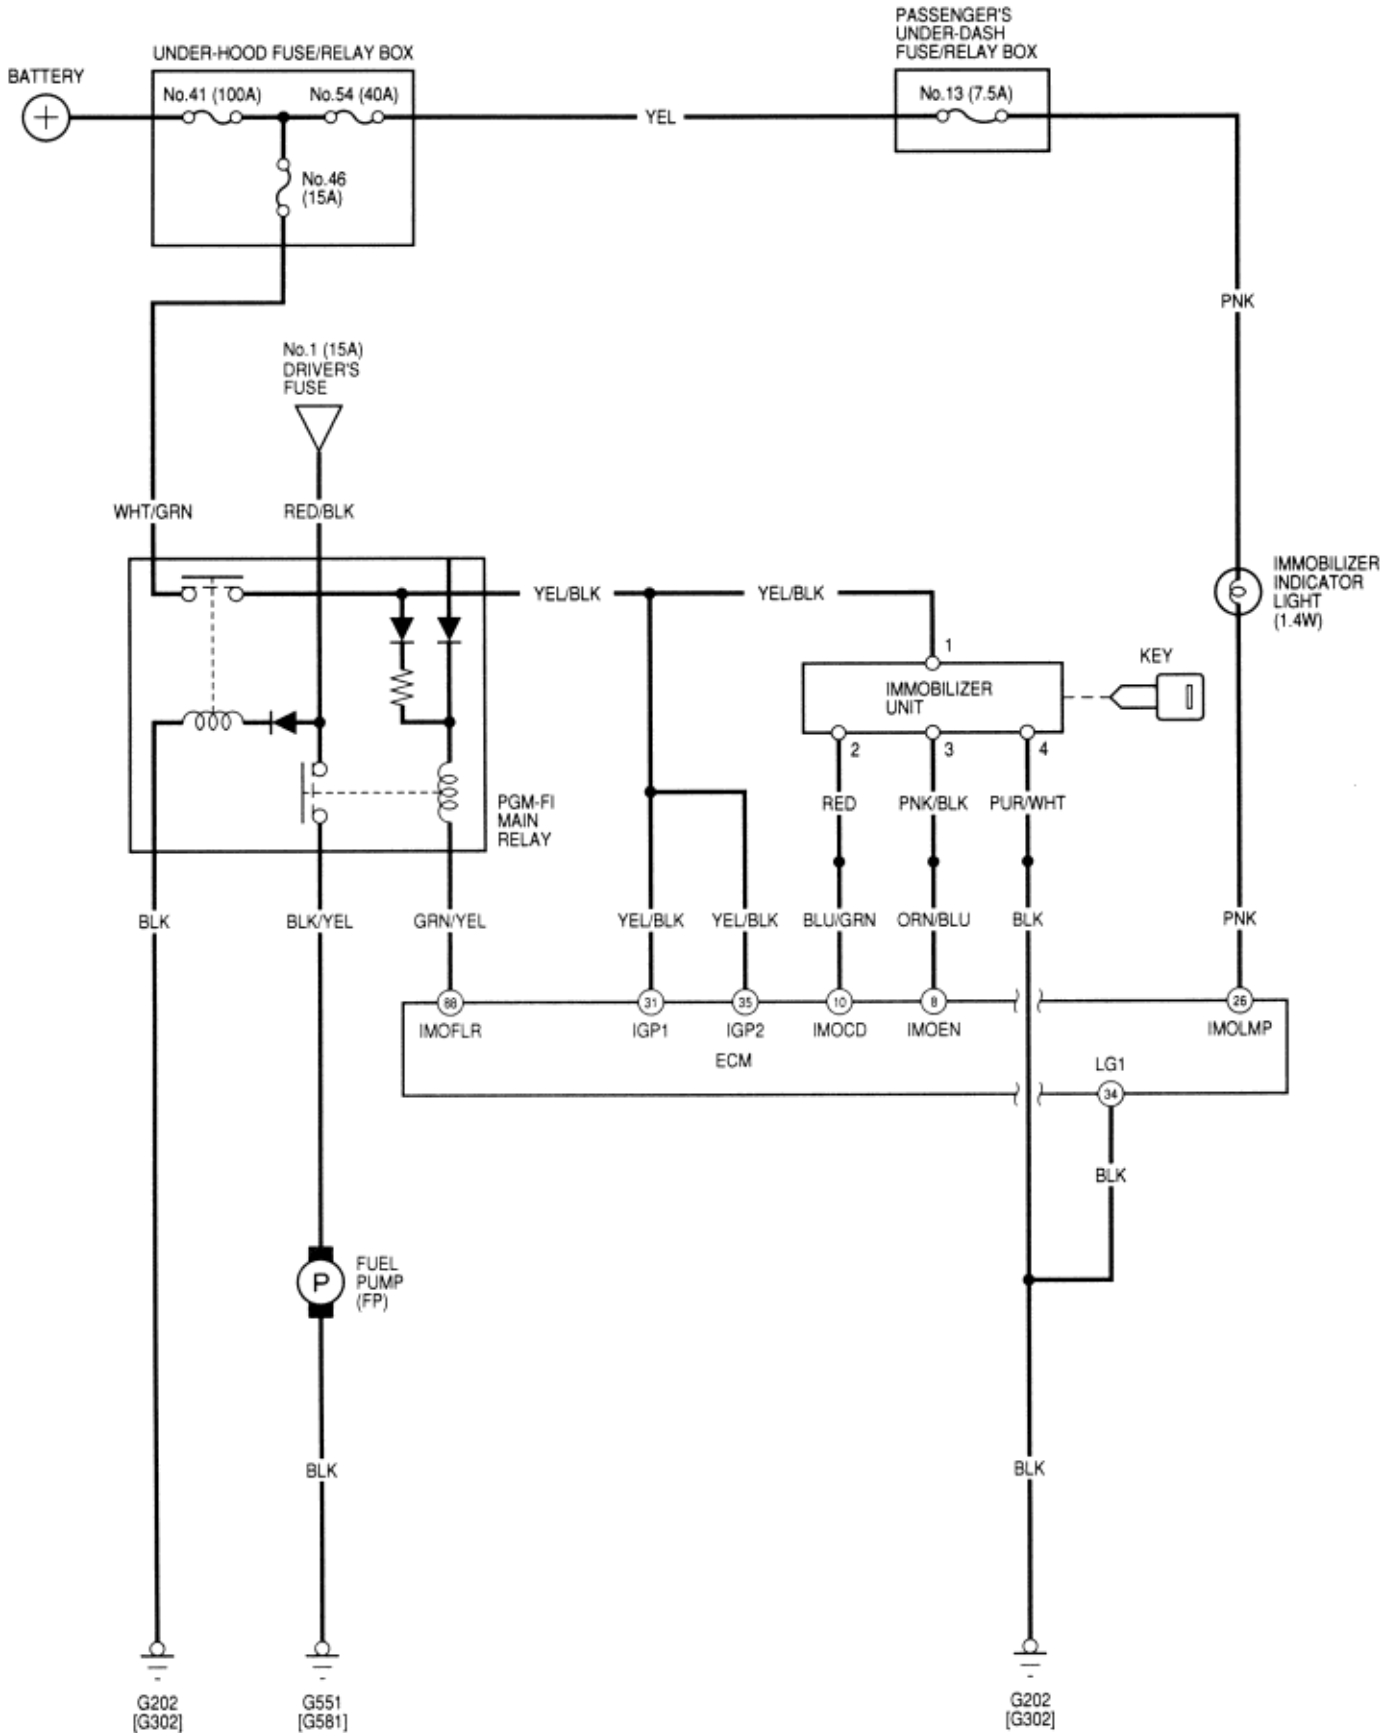 PASSENGER'S
UNDER-DASH
FUSE/RELAY BOX
UNDER-HOOD FUSE/RELAY BOX
BATTERY
No.41 (100A)
No.54 (40A)
No.13 (7.5A)
YEL
No.46
(15A)
PNK
No.1 (15A)
DRIVER'S
FUSE
WHT/GRN
RED/BLK
IMMOBILIZER
INDICATOR
LIGHT
(1.4W)
YEL/BLK
YEL/BLK
1
KEY
IMMOBILIZER
UNIT
2
3
4
PGM-FI
MAIN
RELAY
RED
PNK/BLK
PUR/WHT
BLK
BLK/YEL
GRN/YEL
YEL/BLK
YEL/BLK
BLU/GRN
ORN/BLU
BLK
PNK
31
35
10
8
26
IMOFLR
IGP1
IGP2
IMOCD
IMOEN
IMOLMP
ECM
LG1
34
BLK
FUEL
PUMP
(FP)
P
BLK
BLK
G202
[G302]
G551
[G581]
G202
[G302]